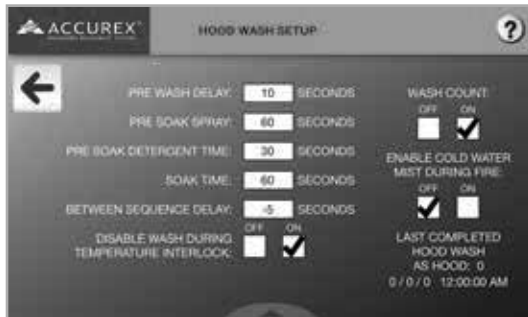 ACCUREX HOOD WASH SETUP ?
PRE WASH DELAY: 10 SECONDS
PRE SOAK SPRAY: 60 SECONDS
PRE SOAK DETERGENT TIME: 30 SECONDS
SOAK TIME: 60 SECONDS
BETWEEN SEQUENCE DELAY: -5 SECONDS
OFF ON
DISABLE WASH DURING
TEMPERATURE INTERLOCK:
WASH COUNT:
OFF ON
ENABLE COLD WATER
MIST DURING FIRE:
OFF ON
LAST COMPLETED
HOOD WASH
AS HOOD: 0
0 / 0 / 0 12:00:00 AM